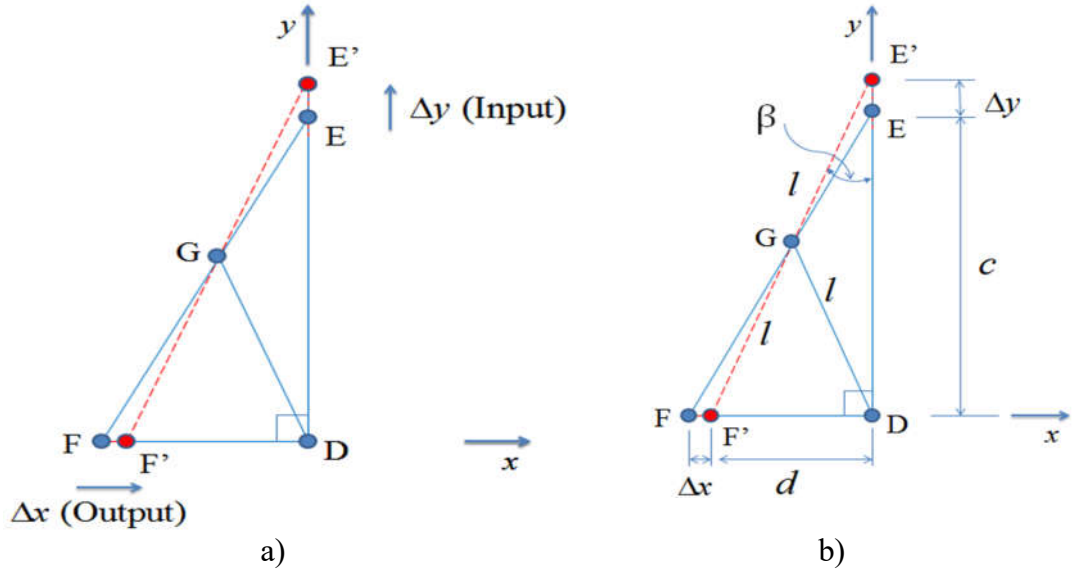 y
E’
Δy (Input)
E
G
F
F’
D
x
Δx (Output)
a)
y
E’
Δy
E
β
l
G
c
l
l
F
F’
D
x
Δx
d
b)